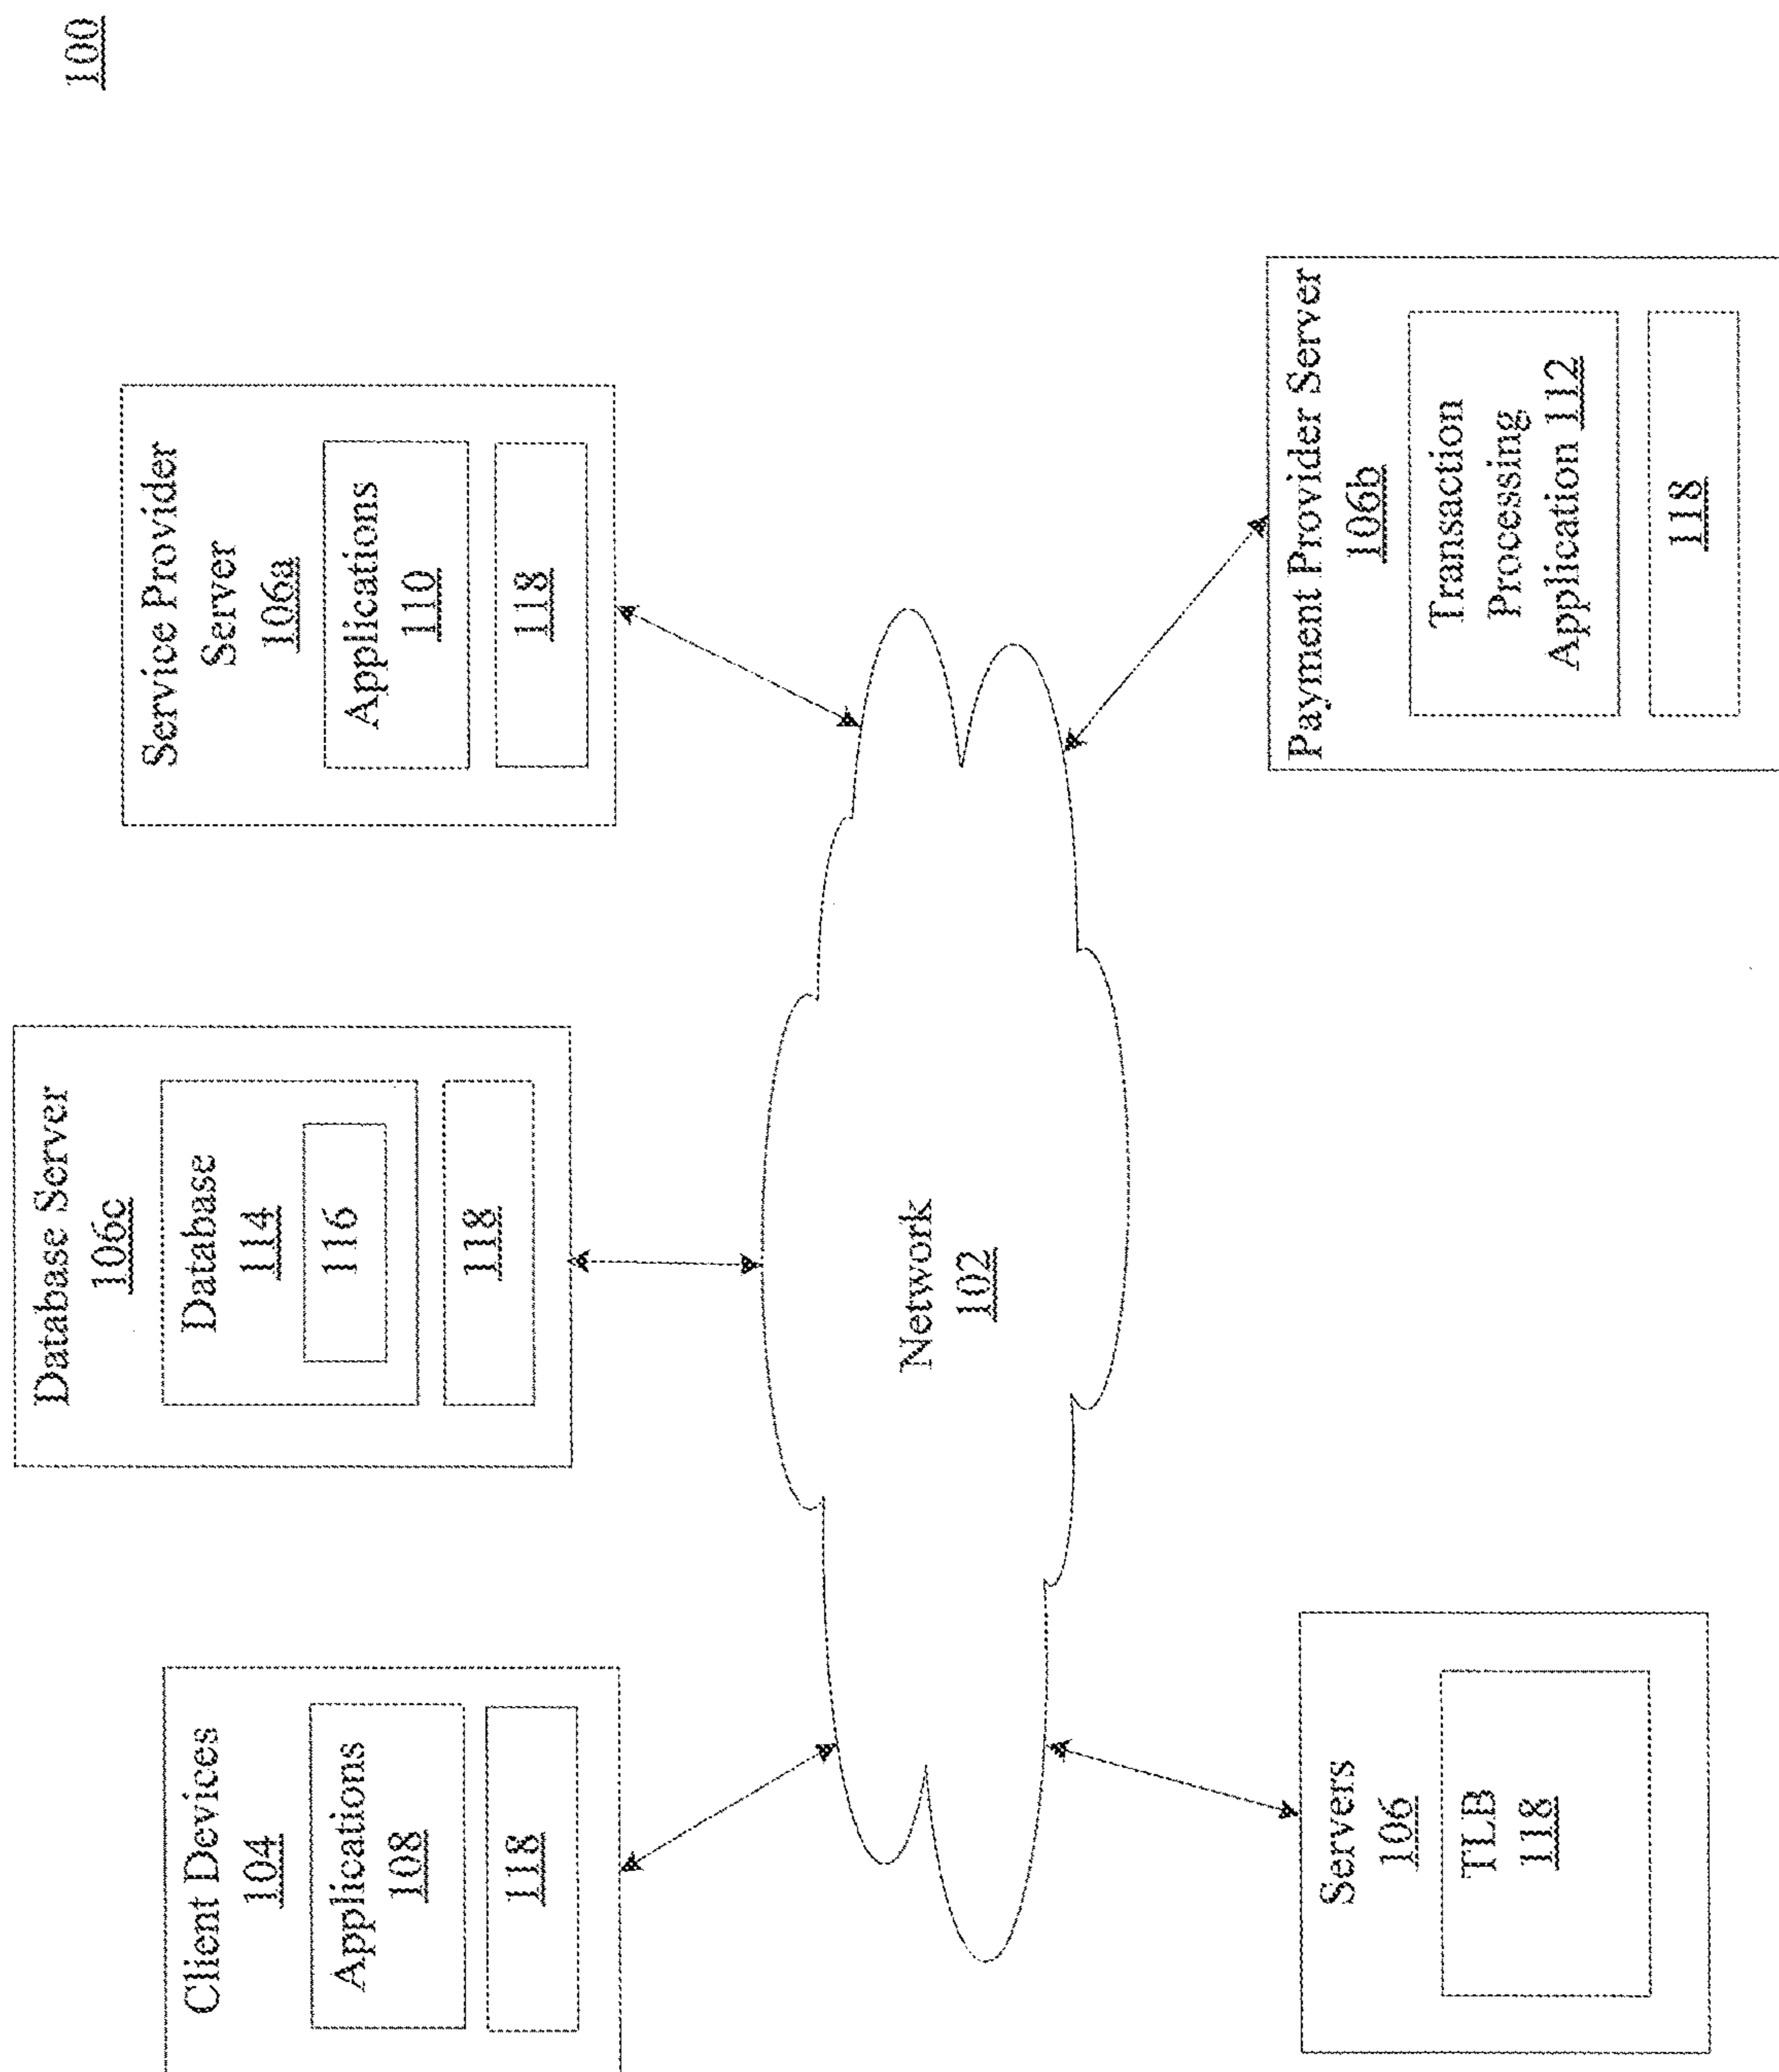 100
Client Devices
104
Applications
108
118
Database Server
106c
Database
114
116
118
Service Provider
Server
106a
Applications
110
118
Network
102
Servers
106
TLB
118
Payment Provider Server
106b
Transaction
Processing
Application 112
118